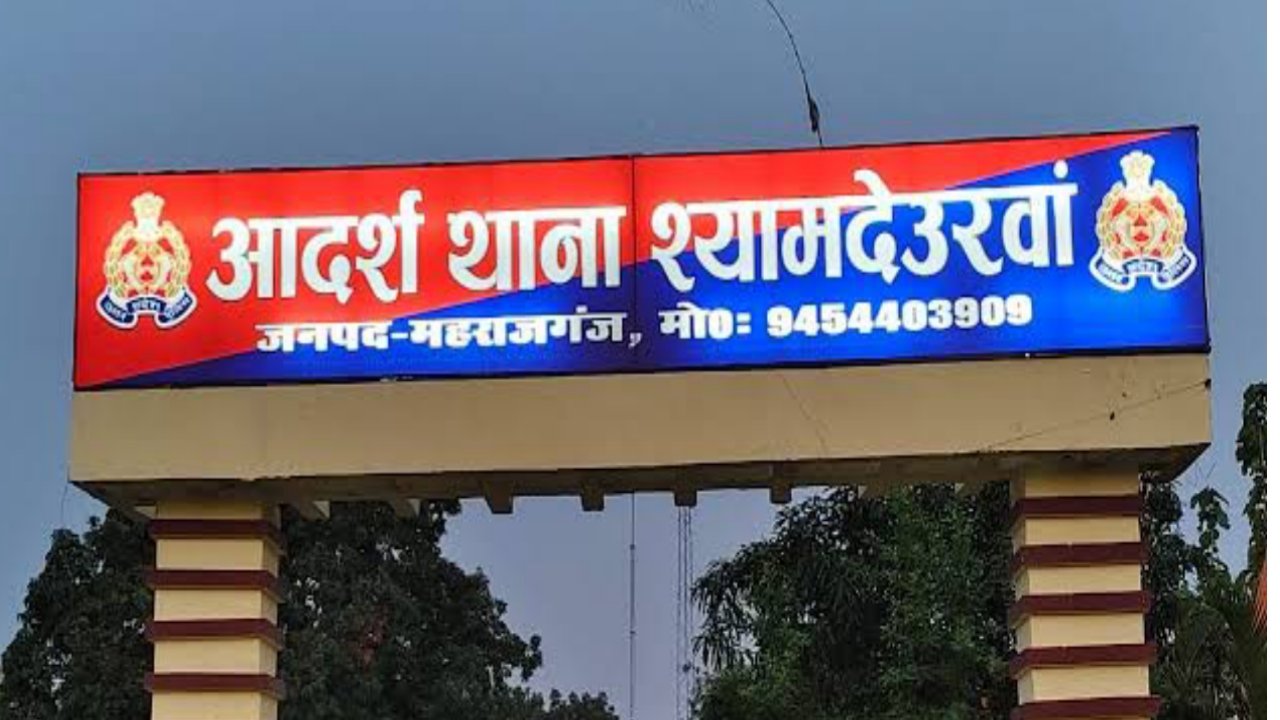 आदर्श थाना श्यामदेउरवां
जनपद-महराजगंज, मो0ः 9454403909